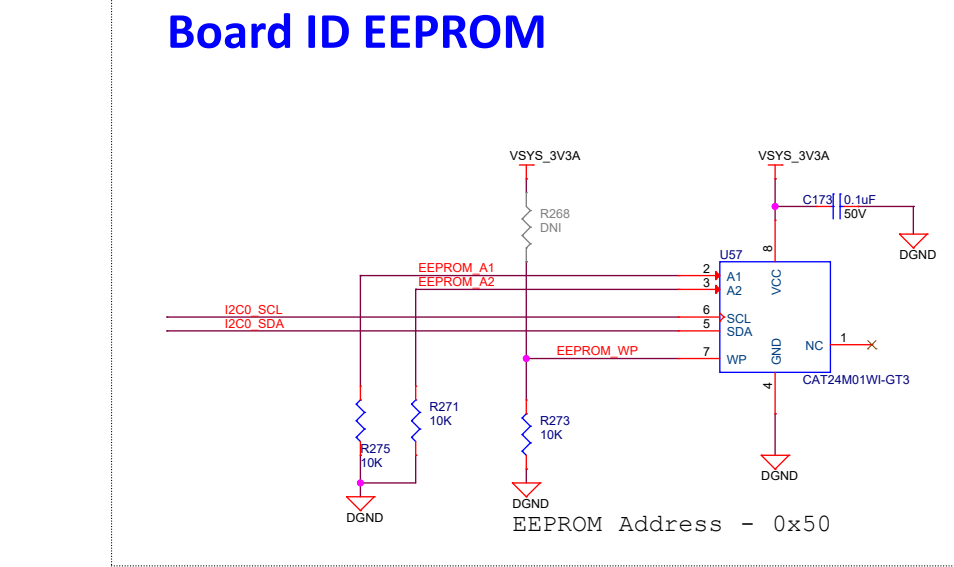 Board ID EEPROM
VSYS_3V3A
VSYS_3V3A
R268
DNI
C173
0.1uF
50V
DGND
U57
8
VCC
EEPROM_A1
2
A1
EEPROM_A2
3
A2
I2C0_SCL
6
SCL
I2C0_SDA
5
SDA
EEPROM_WP
7
WP
GND
NC
1
4
CAT24M01WI-GT3
R271
10K
R273
10K
R275
10K
DGND
DGND
DGND
EEPROM Address - 0x50